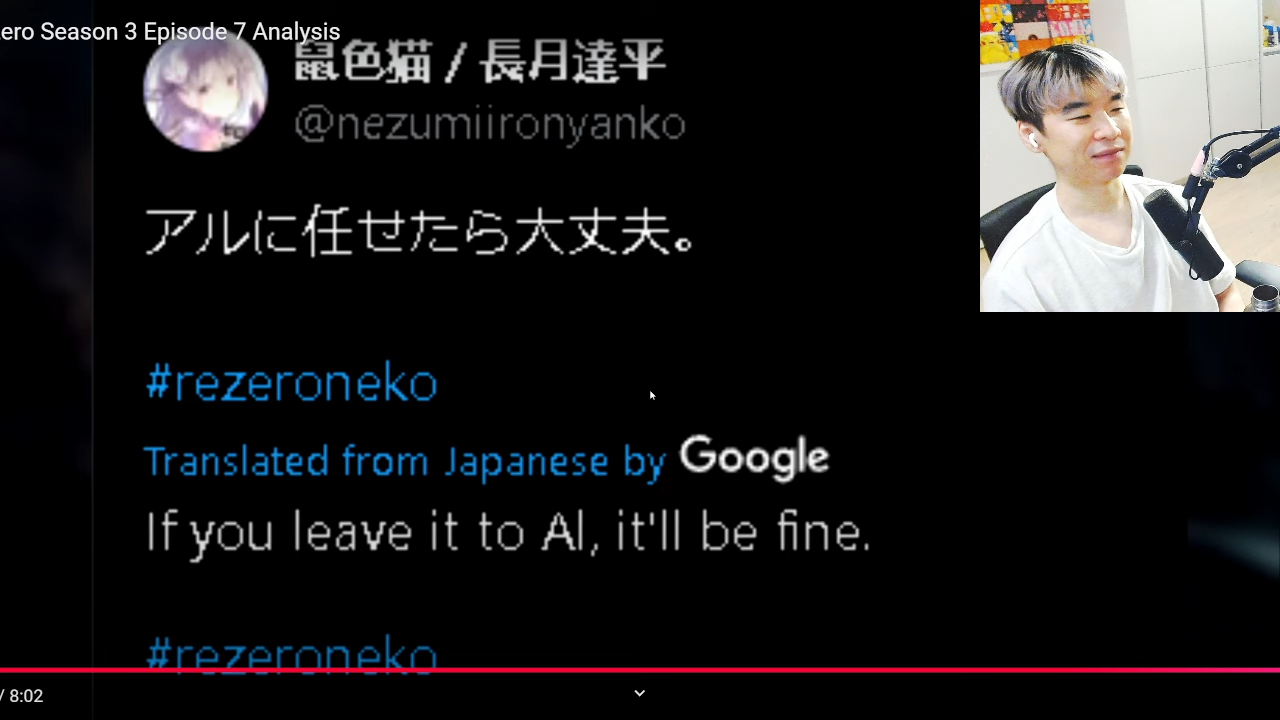 ero Season 3 Episode 7 Analysis
鼠色猫 / 長月達平
@nezumiironyanko
アルに任せたら大丈夫。
#rezeroneko
Translated from Japanese by Google
If you leave it to Al, it'll be fine.
#rezeroneko
/ 8:02